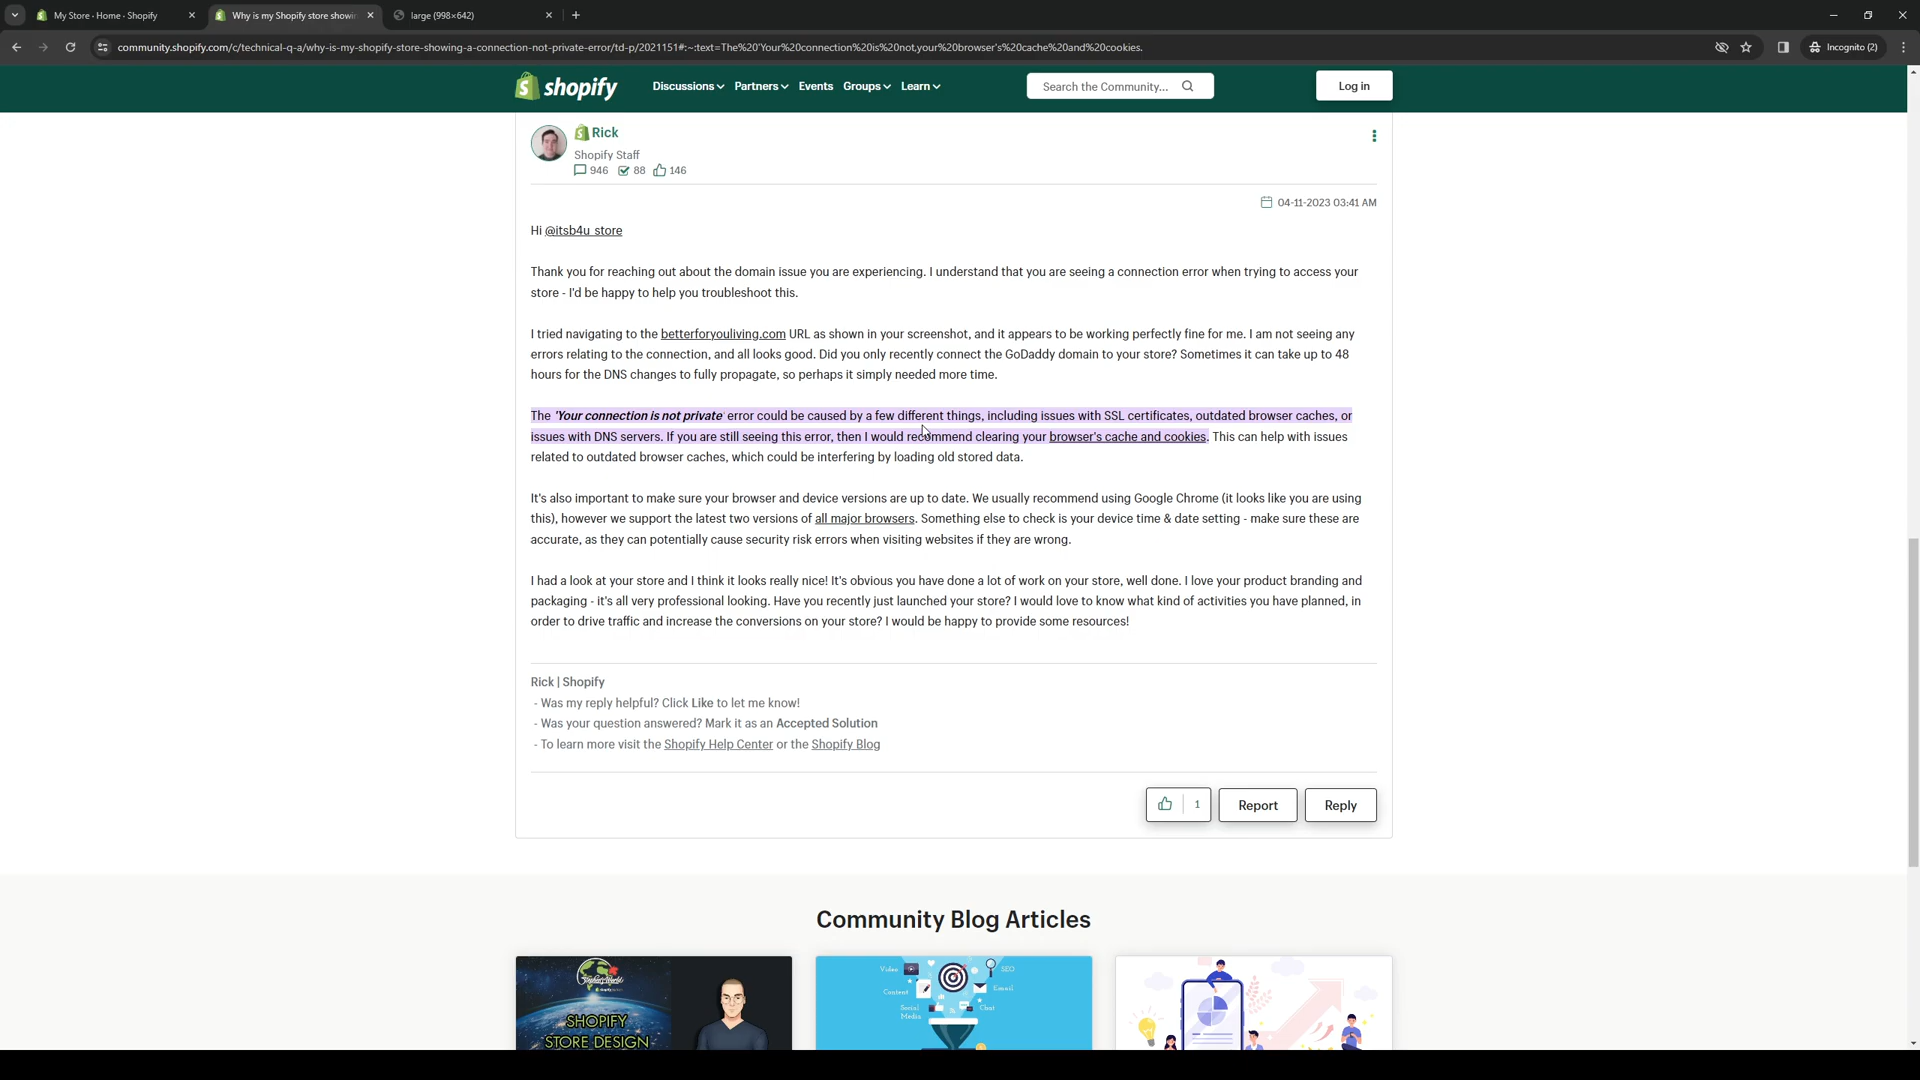 My Store · Home · Shopify
Why is my Shopify store showin
large (998×642)
community.shopify.com/c/technical-q-a/why-is-my-shopify-store-showing-a-connection-not-private-error/td-p/2021151#:~:text=The%20'Your%20connection%20is%20not,your%20browser's%20cache%20and%20cookies.
Incognito (2)
shopify
Discussions
Partners
Events
Groups
Learn
Search the Community...
Log in
Rick
Shopify Staff
946 88 146
04-11-2023 03:41 AM
Hi @itsb4u_store
Thank you for reaching out about the domain issue you are experiencing. I understand that you are seeing a connection error when trying to access your
store - I'd be happy to help you troubleshoot this.
I tried navigating to the betterforyouliving.com URL as shown in your screenshot, and it appears to be working perfectly fine for me. I am not seeing any
errors relating to the connection, and all looks good. Did you only recently connect the GoDaddy domain to your store? Sometimes it can take up to 48
hours for the DNS changes to fully propagate, so perhaps it simply needed more time.
The 'Your connection is not private' error could be caused by a few different things, including issues with SSL certificates, outdated browser caches, or
issues with DNS servers. If you are still seeing this error, then I would recommend clearing your browser's cache and cookies. This can help with issues
related to outdated browser caches, which could be interfering by loading old stored data.
It's also important to make sure your browser and device versions are up to date. We usually recommend using Google Chrome (it looks like you are using
this), however we support the latest two versions of all major browsers. Something else to check is your device time & date setting - make sure these are
accurate, as they can potentially cause security risk errors when visiting websites if they are wrong.
I had a look at your store and I think it looks really nice! It's obvious you have done a lot of work on your store, well done. I love your product branding and
packaging - it's all very professional looking. Have you recently just launched your store? I would love to know what kind of activities you have planned, in
order to drive traffic and increase the conversions on your store? I would be happy to provide some resources!
Rick | Shopify
- Was my reply helpful? Click Like to let me know!
- Was your question answered? Mark it as an Accepted Solution
- To learn more visit the Shopify Help Center or the Shopify Blog
1
Report
Reply
Community Blog Articles
SHOPIFY
STORE DESIGN
Video
SEO
Content
Email
Social
Media
Chat